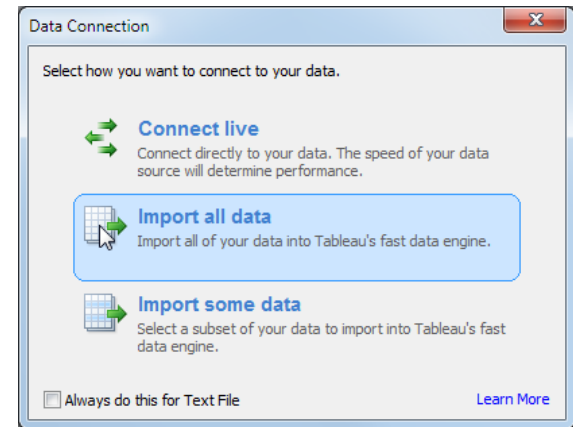 Data Connection
Select how you want to connect to your data.
Connect live
Connect directly to your data. The speed of your data
source will determine performance.
Import all data
Import all of your data into Tableau's fast data engine.
Import some data
Select a subset of your data to import into Tableau's fast
data engine.
Always do this for Text File
Learn More